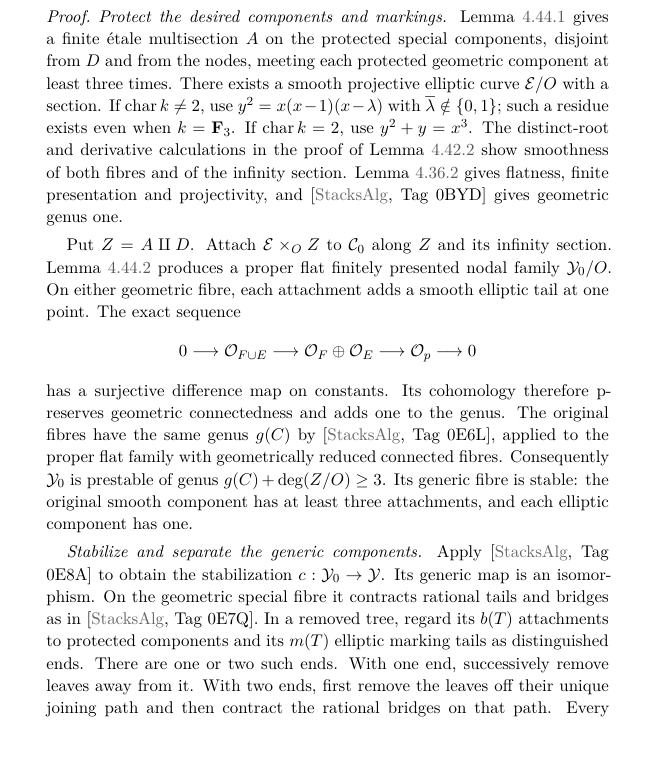 Proof. Protect the desired components and markings. Lemma 4.44.1 gives
a finite étale multisection A on the protected special components, disjoint
from D and from the nodes, meeting each protected geometric component at
least three times. There exists a smooth projective elliptic curve ℰ/O with a
section. If char k ≠ 2, use y² = x(x−1)(x−λ) with λ̅ ∉ {0, 1}; such a residue
exists even when k = F₃. If char k = 2, use y² + y = x³. The distinct-root
and derivative calculations in the proof of Lemma 4.42.2 show smoothness
of both fibres and of the infinity section. Lemma 4.36.2 gives flatness, finite
presentation and projectivity, and [StacksAlg, Tag 0BYD] gives geometric
genus one.
Put Z = A ⨿ D. Attach ℰ ×_O Z to 𝒞₀ along Z and its infinity section.
Lemma 4.44.2 produces a proper flat finitely presented nodal family 𝒴₀/O.
On either geometric fibre, each attachment adds a smooth elliptic tail at one
point. The exact sequence
0 ⟶ 𝒪_{F∪E} ⟶ 𝒪_F ⊕ 𝒪_E ⟶ 𝒪_p ⟶ 0
has a surjective difference map on constants. Its cohomology therefore p-
reserves geometric connectedness and adds one to the genus. The original
fibres have the same genus g(C) by [StacksAlg, Tag 0E6L], applied to the
proper flat family with geometrically reduced connected fibres. Consequently
𝒴₀ is prestable of genus g(C) + deg(Z/O) ≥ 3. Its generic fibre is stable: the
original smooth component has at least three attachments, and each elliptic
component has one.
Stabilize and separate the generic components. Apply [StacksAlg, Tag
0E8A] to obtain the stabilization c : 𝒴₀ → 𝒴. Its generic map is an isomor-
phism. On the geometric special fibre it contracts rational tails and bridges
as in [StacksAlg, Tag 0E7Q]. In a removed tree, regard its b(T) attachments
to protected components and its m(T) elliptic marking tails as distinguished
ends. There are one or two such ends. With one end, successively remove
leaves away from it. With two ends, first remove the leaves off their unique
joining path and then contract the rational bridges on that path. Every